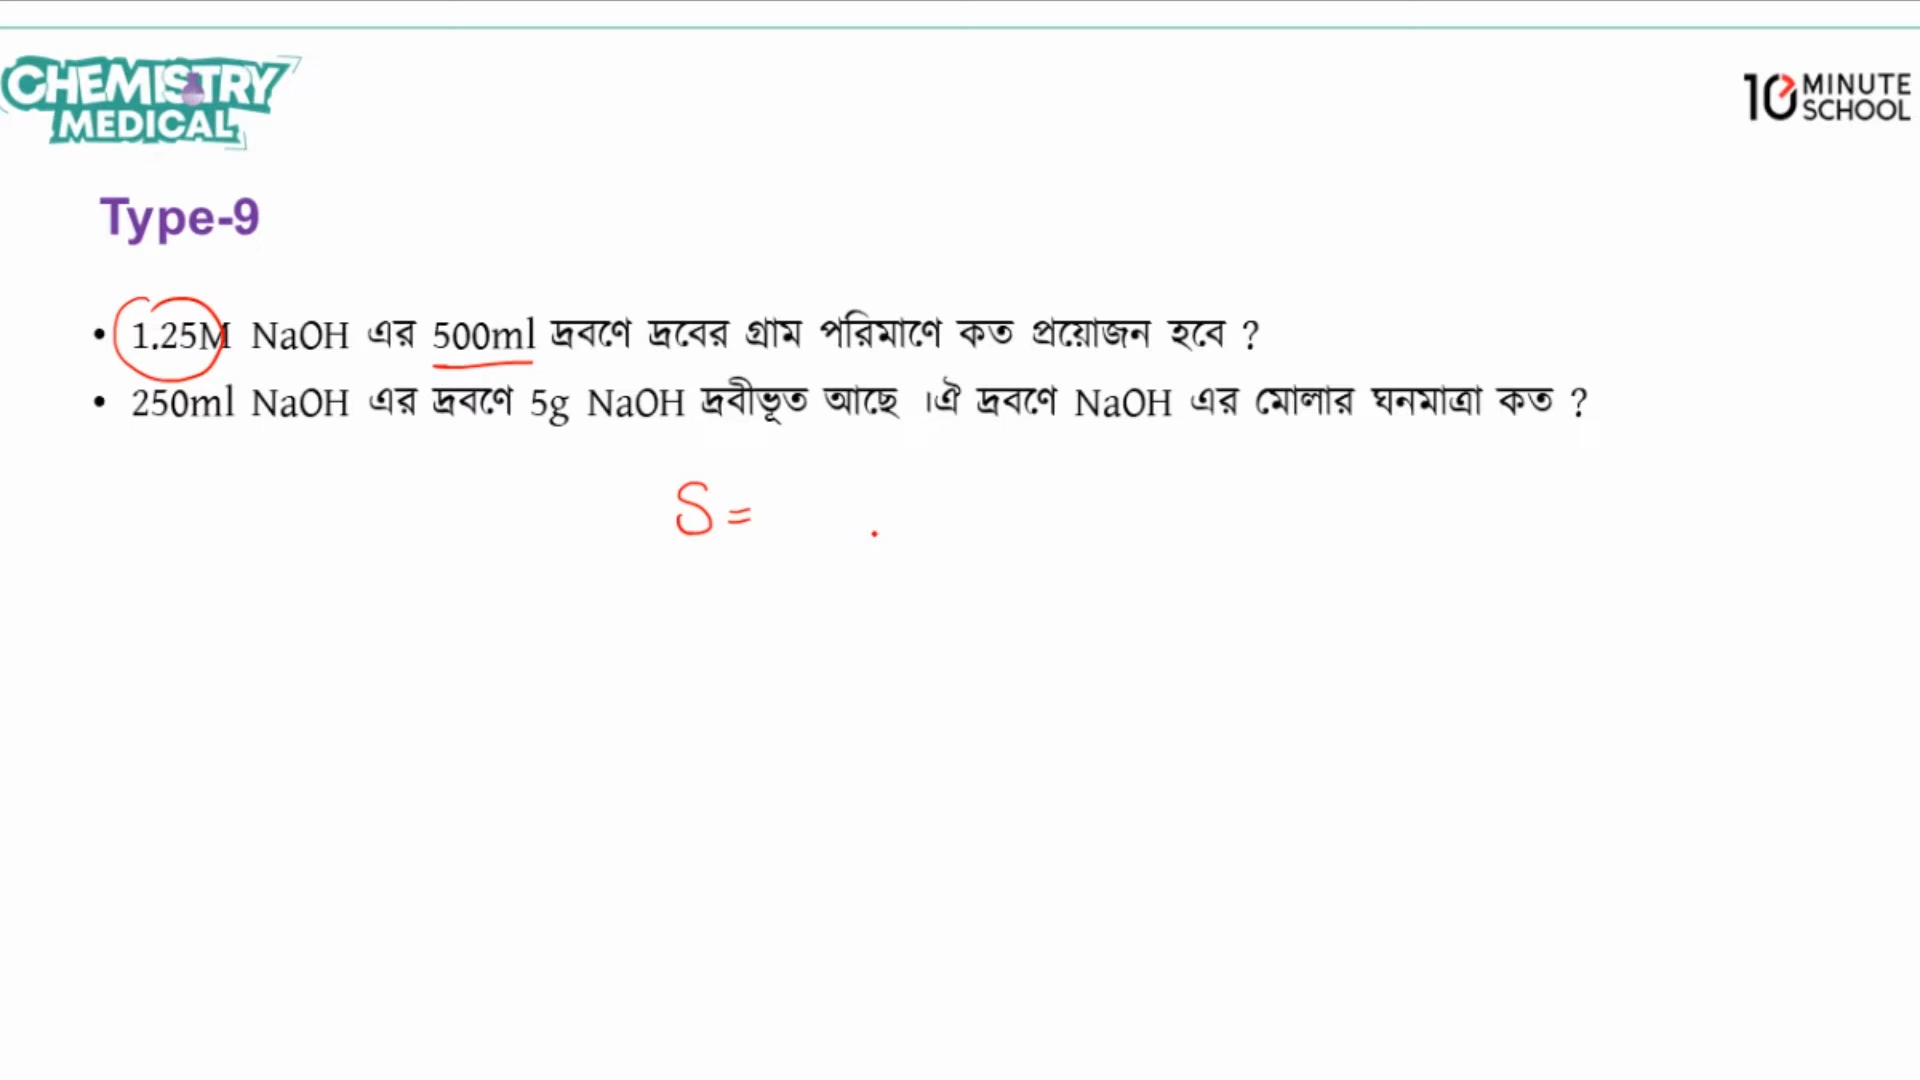 CHEMISTRY
MEDICAL
10 MINUTE
SCHOOL
Type-9
• 1.25M NaOH এর 500ml দ্রবণে দ্রবের গ্রাম পরিমাণে কত প্রয়োজন হবে ?
• 250ml NaOH এর দ্রবণে 5g NaOH দ্রবীভূত আছে ।ঐ দ্রবণে NaOH এর মোলার ঘনমাত্রা কত ?
S =